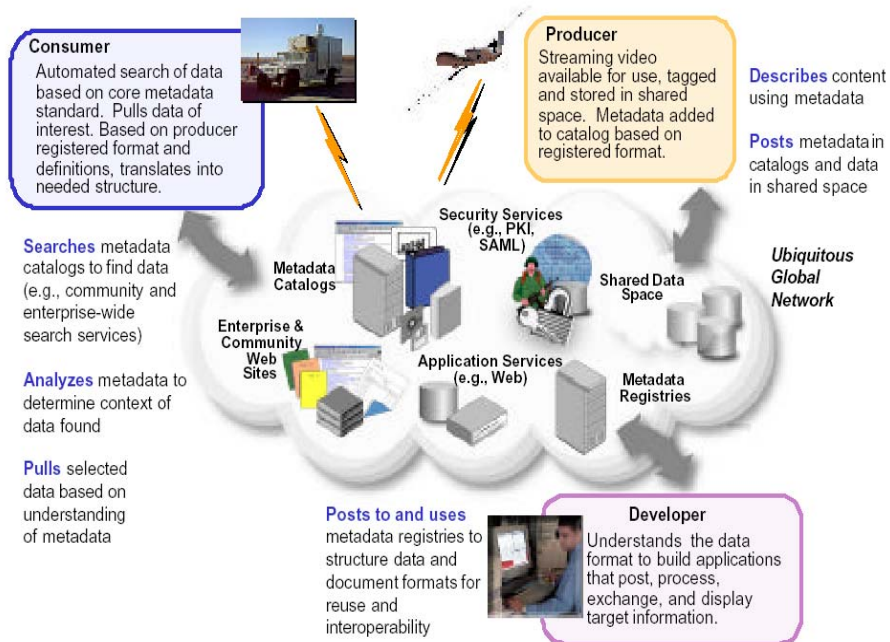 Consumer
Automated search of data
based on core metadata
standard. Pulls data of
interest. Based on producer
registered format and
definitions, translates into
needed structure.
Producer
Streaming video
available for use, tagged
and stored in shared
space. Metadata added
to catalog based on
registered format.
Describes content
using metadata
Posts metadata in
catalogs and data
in shared space
Searches metadata
catalogs to find data
(e.g., community and
enterprise-wide
search services)
Analyzes metadata to
determine context of
data found
Pulls selected
data based on
understanding
of metadata
Security Services
(e.g., PKI,
SAML)
Metadata
Catalogs
Shared Data
Space
Ubiquitous
Global
Network
Enterprise &
Community
Web
Sites
Application Services
(e.g., Web)
Metadata
Registries
Posts to and uses
metadata registries to
structure data and
document formats for
reuse and
interoperability
Developer
Understands the data
format to build applications
that post, process,
exchange, and display
target information.